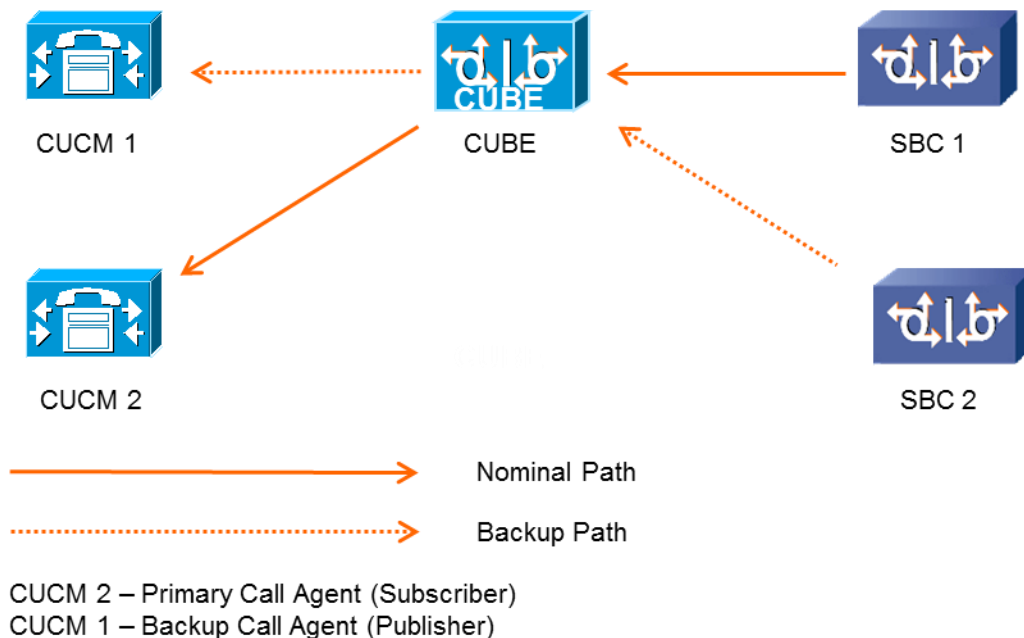 CUBE
CUCM 1
CUBE
SBC 1
CUCM 2
SBC 2
Nominal Path
Backup Path
CUCM 2 – Primary Call Agent (Subscriber)
CUCM 1 – Backup Call Agent (Publisher)